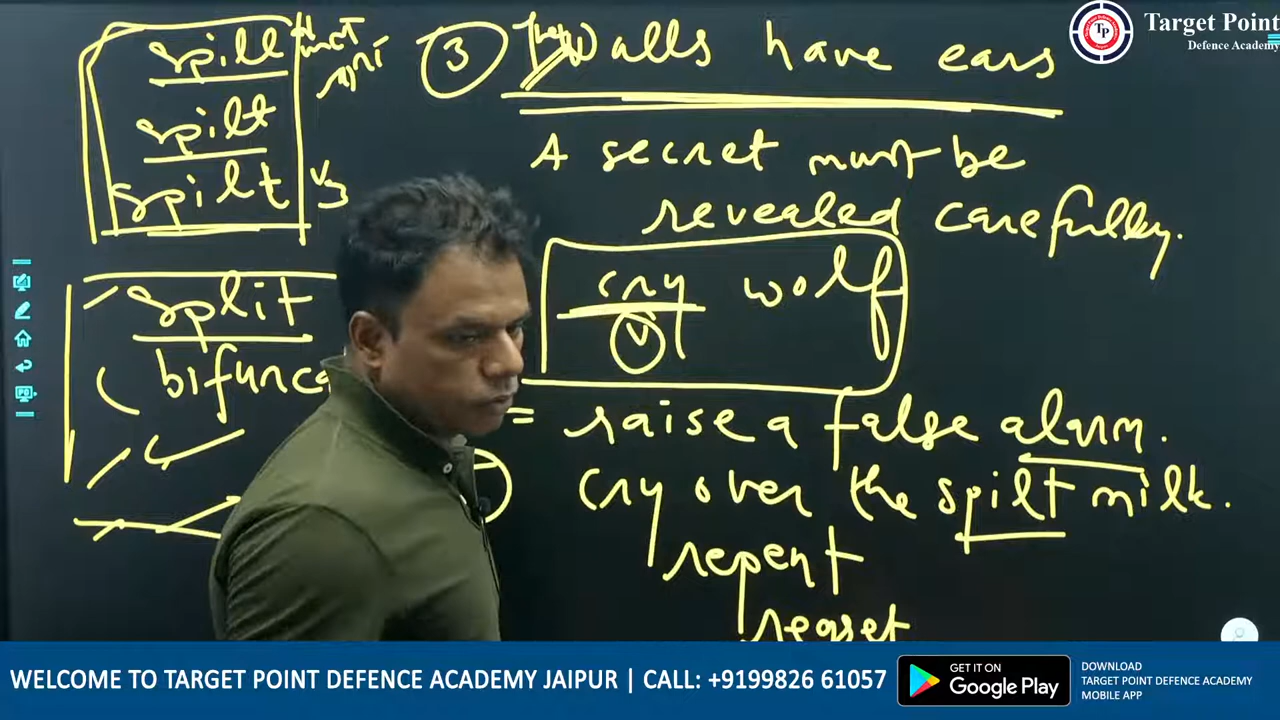 spill
spilt
spilt V3
split
bifurca
3 Walls have ears
A secret must be
revealed carefully.
cry wolf
V
= raise a false alarm.
cry over the spilt milk.
repent
regret
TP
Target Point
Defence Academy
WELCOME TO TARGET POINT DEFENCE ACADEMY JAIPUR | CALL: +9199826 61057
GET IT ON
Google Play
DOWNLOAD
TARGET POINT DEFENCE ACADEMY
MOBILE APP